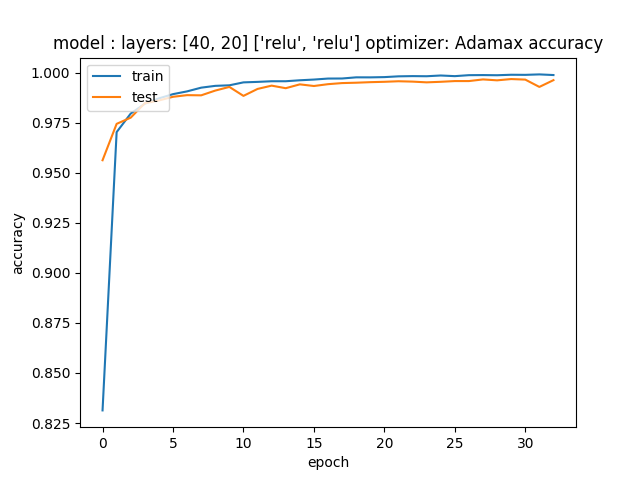 model : layers: [40, 20] ['relu', 'relu'] optimizer: Adamax accuracy
train
test
1.000
0.975
0.950
0.925
0.900
0.875
0.850
0.825
accuracy
0 5 10 15 20 25 30
epoch